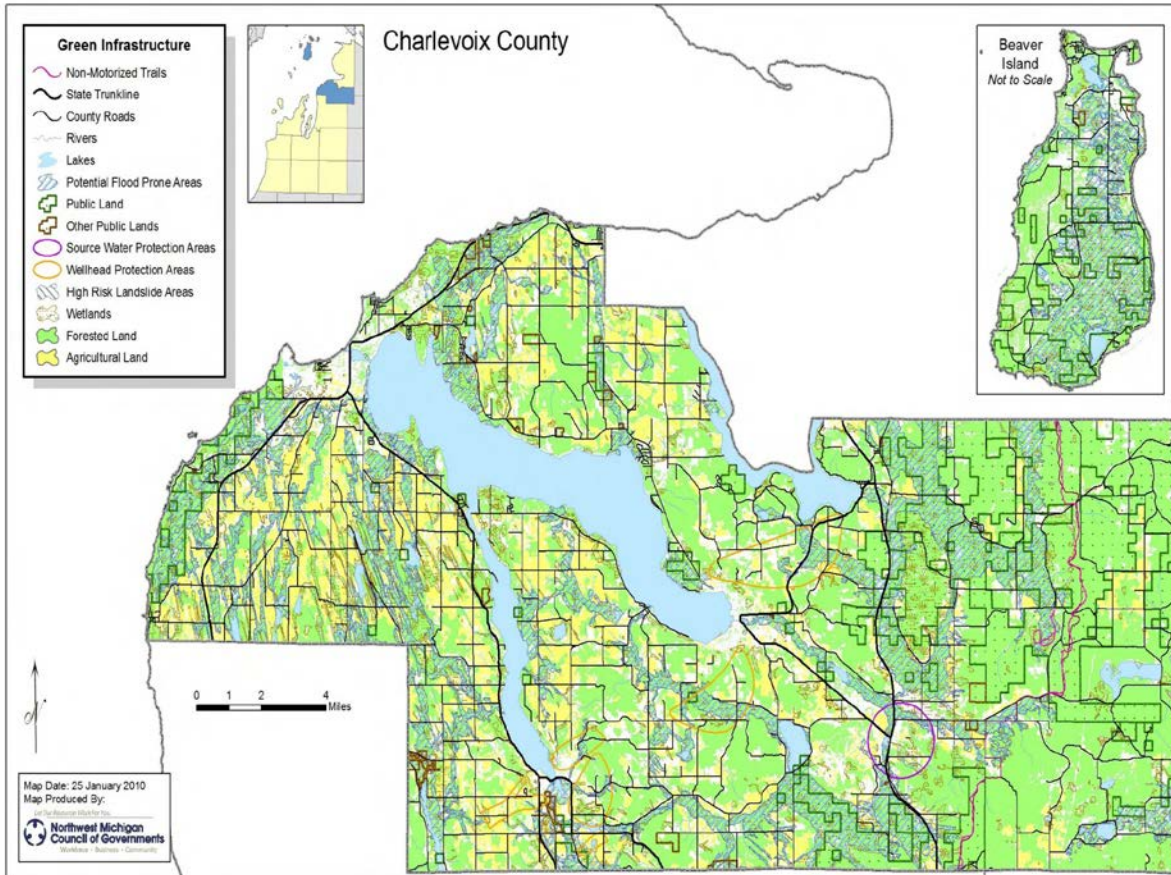 Charlevoix County
Green Infrastructure
Non-Motorized Trails
State Trunkline
County Roads
Rivers
Lakes
Potential Flood Prone Areas
Public Land
Other Public Lands
Source Water Protection Areas
Wellhead Protection Areas
High Risk Landslide Areas
Wetlands
Forested Land
Agricultural Land
Beaver
Island
Not to Scale
0 1 2 4
Miles
Map Date: 25 January 2010
Map Produced By:
Northwest Michigan
Council of Governments
Workforce • Business • Community